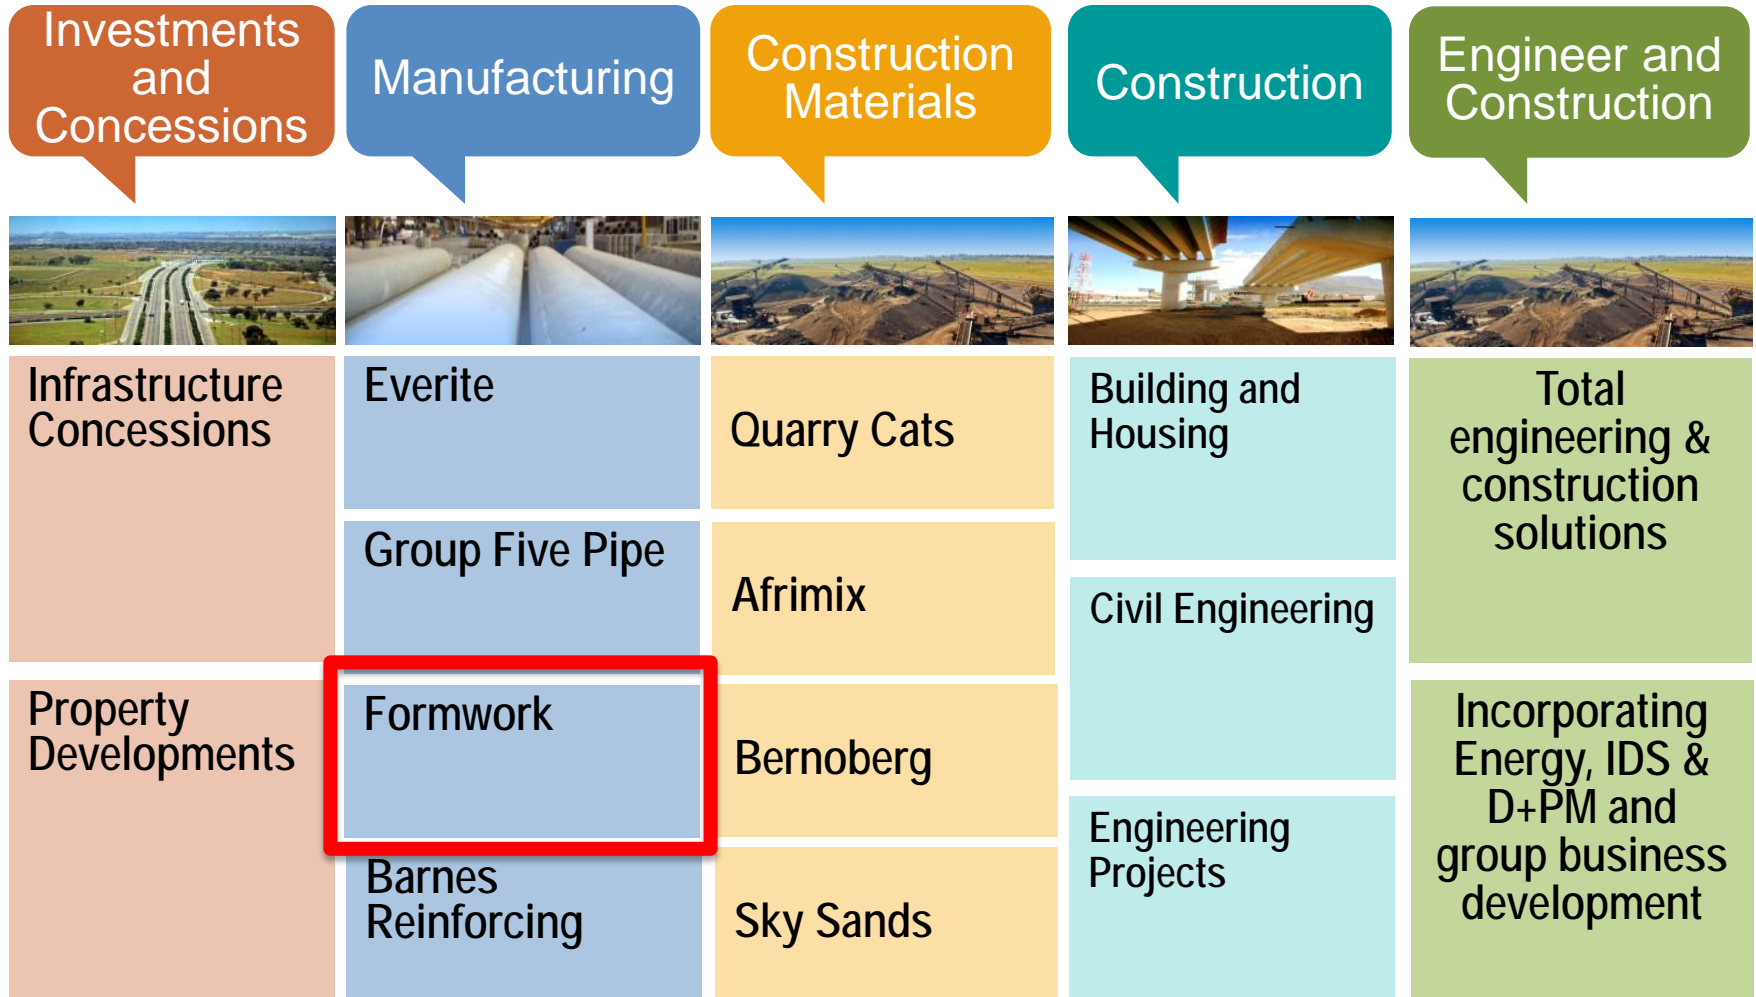 Investments
and
Concessions
Manufacturing
Construction
Materials
Construction
Engineer and
Construction
Infrastructure
Concessions
Property
Developments
Everite
Group Five Pipe
Formwork
Barnes
Reinforcing
Quarry Cats
Afrimix
Bernoberg
Sky Sands
Building and
Housing
Civil Engineering
Engineering
Projects
Total
engineering &
construction
solutions
Incorporating
Energy, IDS &
D+PM and
group business
development